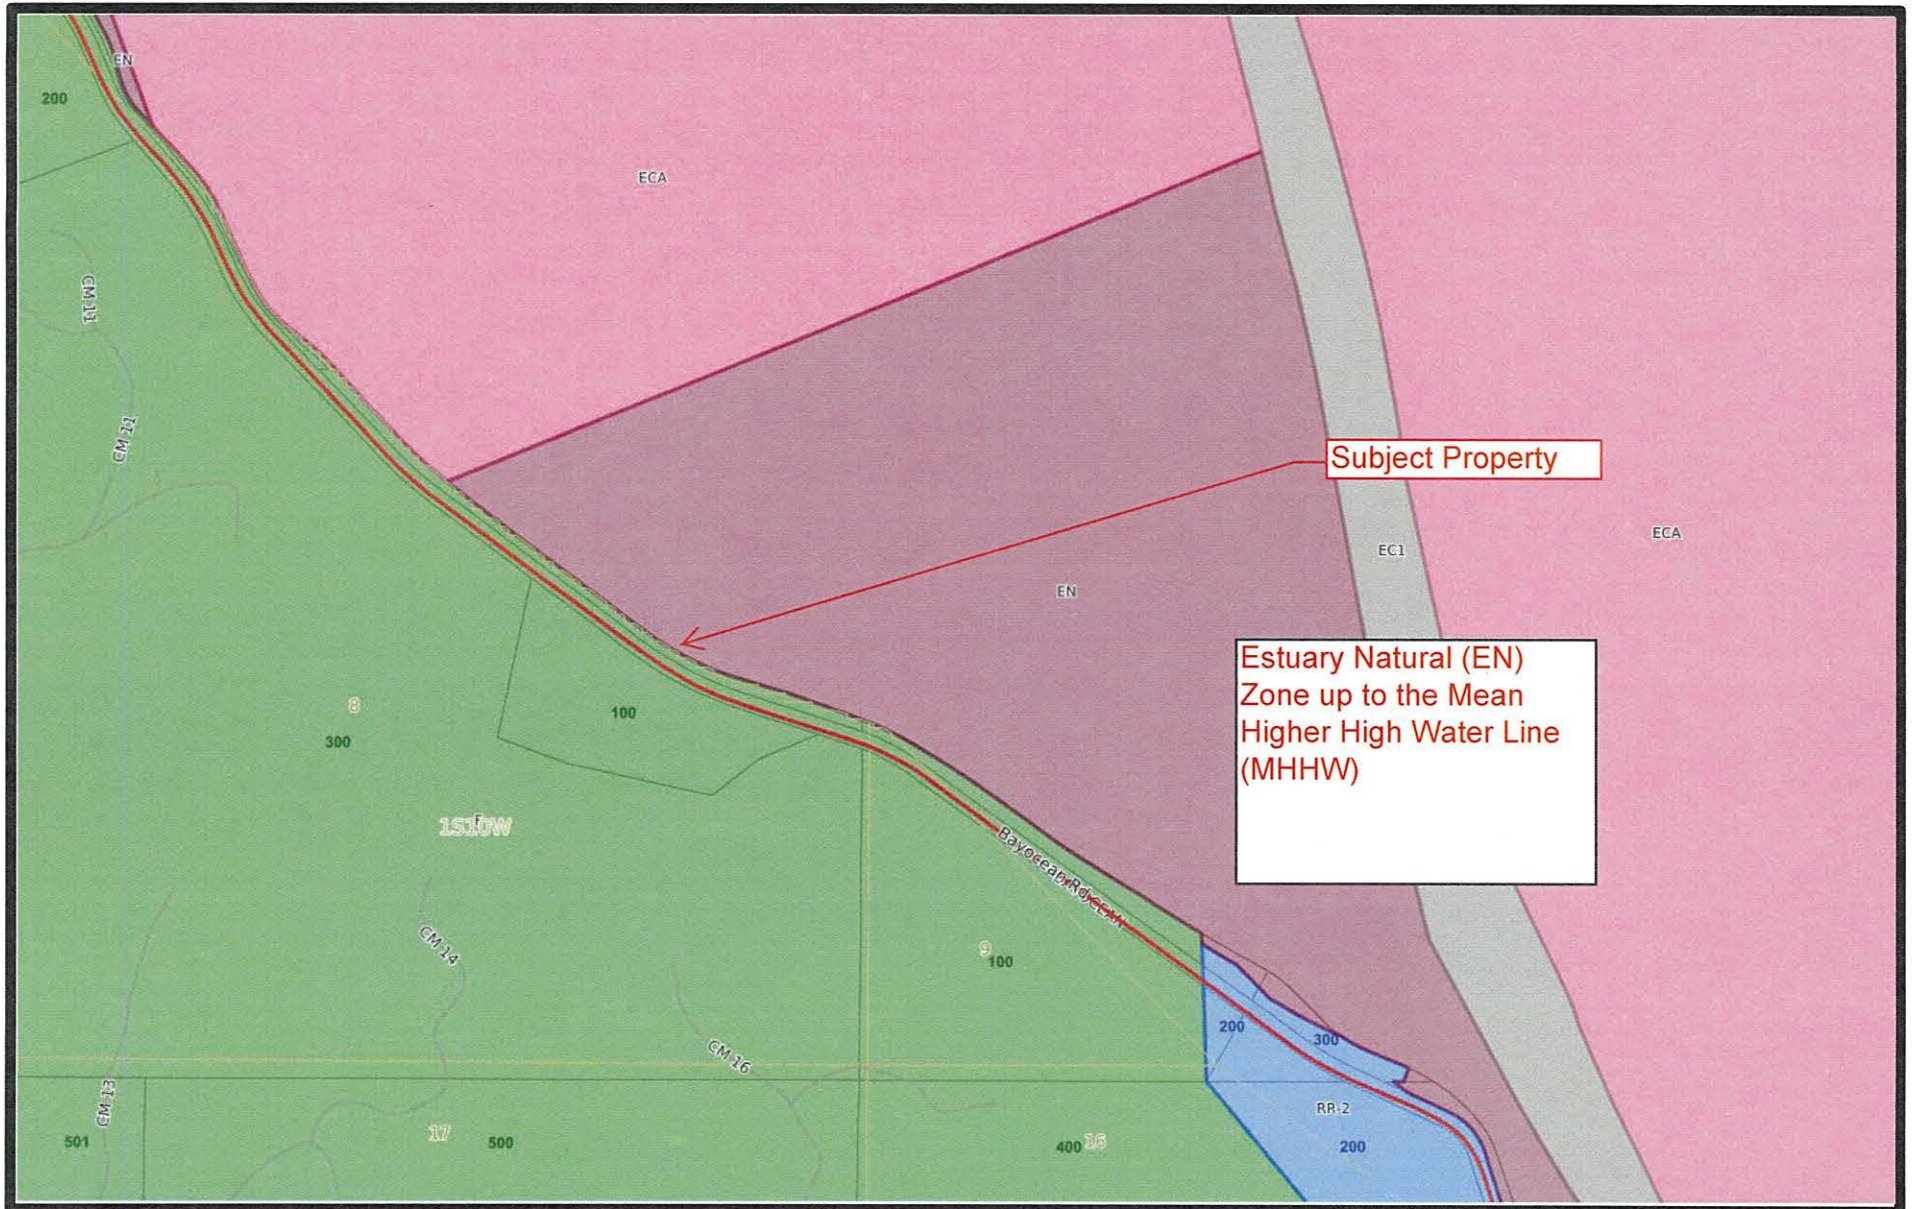 EN
200
ECA
CM 11
CM 11
Subject Property
ECA
EC1
EN
Estuary Natural (EN)
Zone up to the Mean
Higher High Water Line
(MHHW)
8
100
300
F
1S10W
Bayocean Rd
CM 14
9
100
200
300
CM 16
CM 13
RR-2
501
17
500
400
16
200